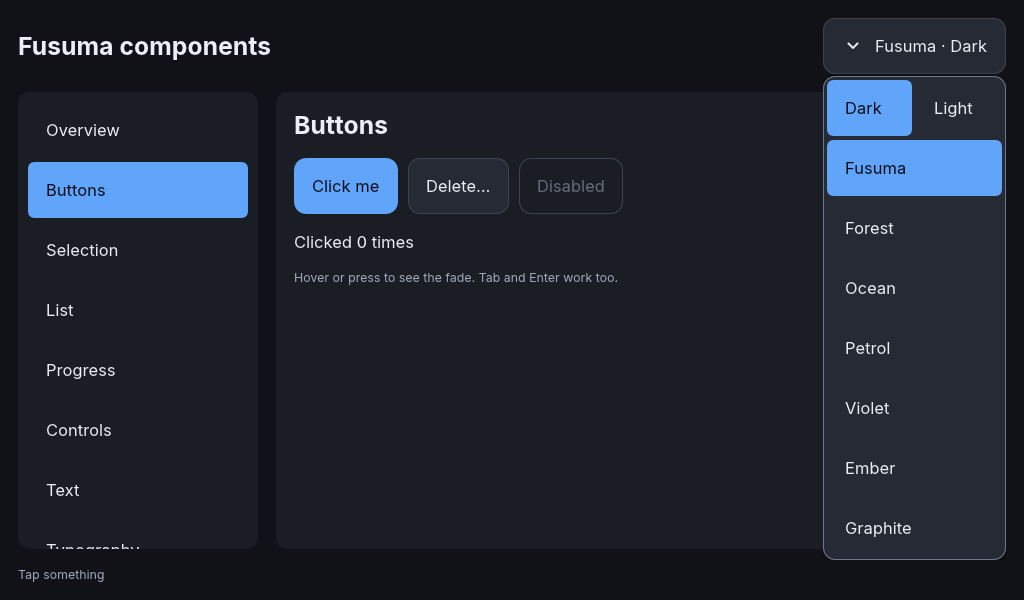 Fusuma components
Fusuma · Dark
Dark
Light
Fusuma
Forest
Ocean
Petrol
Violet
Ember
Graphite
Overview
Buttons
Selection
List
Progress
Controls
Text
Typography
Buttons
Click me
Delete...
Disabled
Clicked 0 times
Hover or press to see the fade. Tab and Enter work too.
Tap something